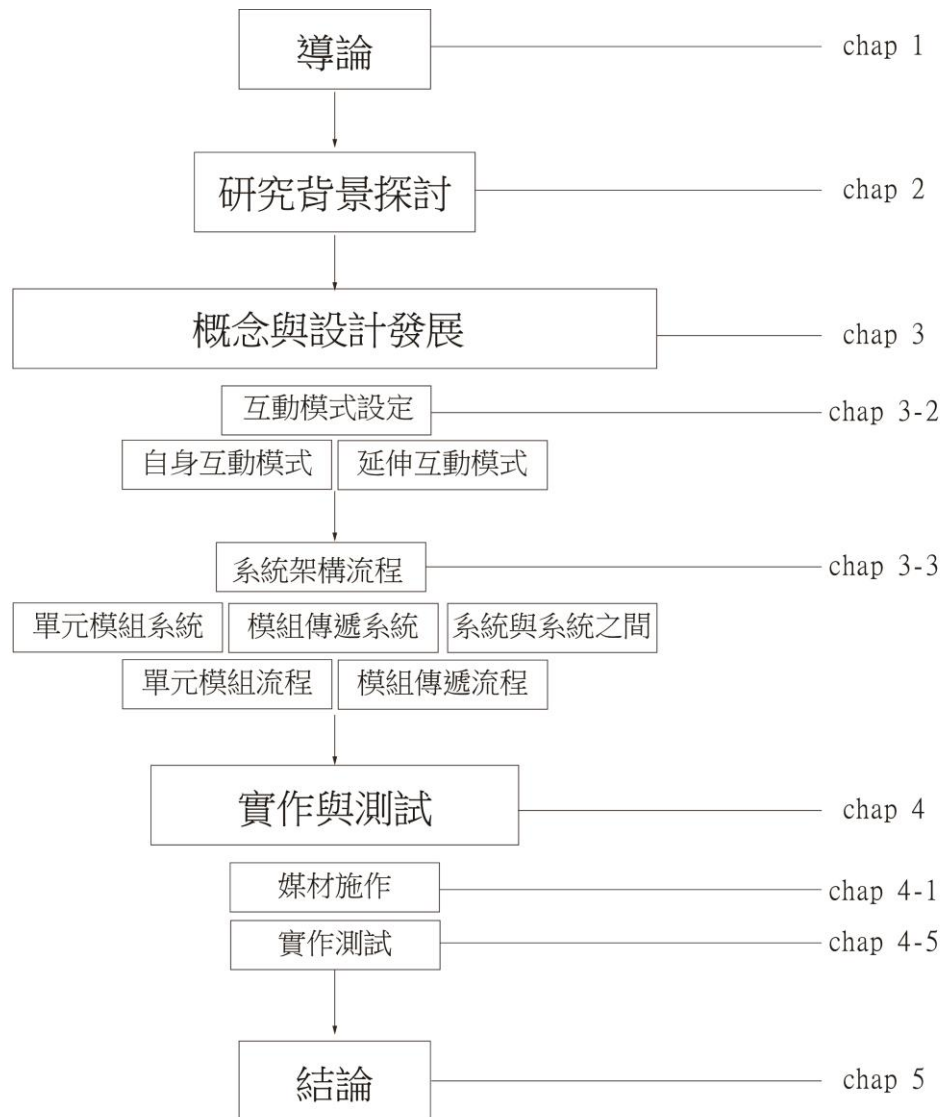 導論 chap 1
研究背景探討 chap 2
概念與設計發展 chap 3
互動模式設定 chap 3-2
自身互動模式 延伸互動模式
系統架構流程 chap 3-3
單元模組系統 模組傳遞系統 系統與系統之間
單元模組流程 模組傳遞流程
實作與測試 chap 4
媒材施作 chap 4-1
實作測試 chap 4-5
結論 chap 5